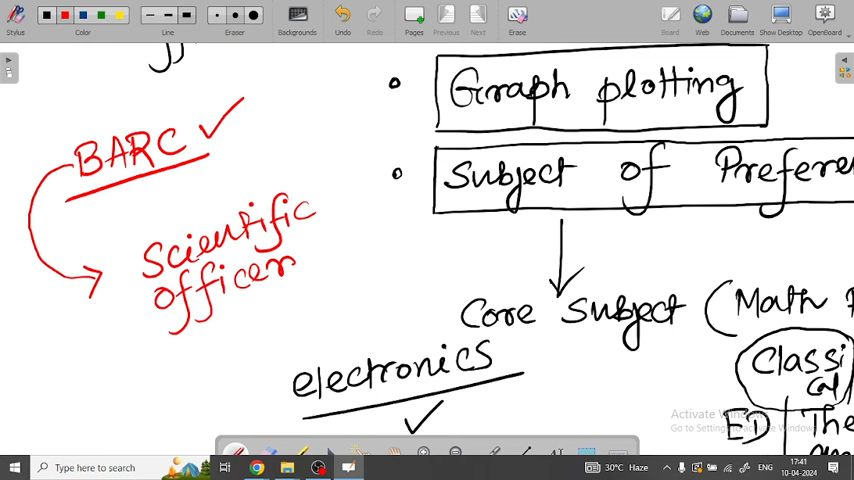 Stylus
Color
Line
Eraser
Backgrounds
Undo
Redo
Pages
Previous
Next
Erase
Board
Web
Documents
Show Desktop
OpenBoard
• Graph plotting
BARC ✓
• Subject of Prefere
Scientific
officer
Core Subject (Math
electronics
✓
Classi
cal
ED
The
Activate Windows
Go to Settings to activate Windows.
Type here to search
30°C Haze
ENG
17:41
10-04-2024